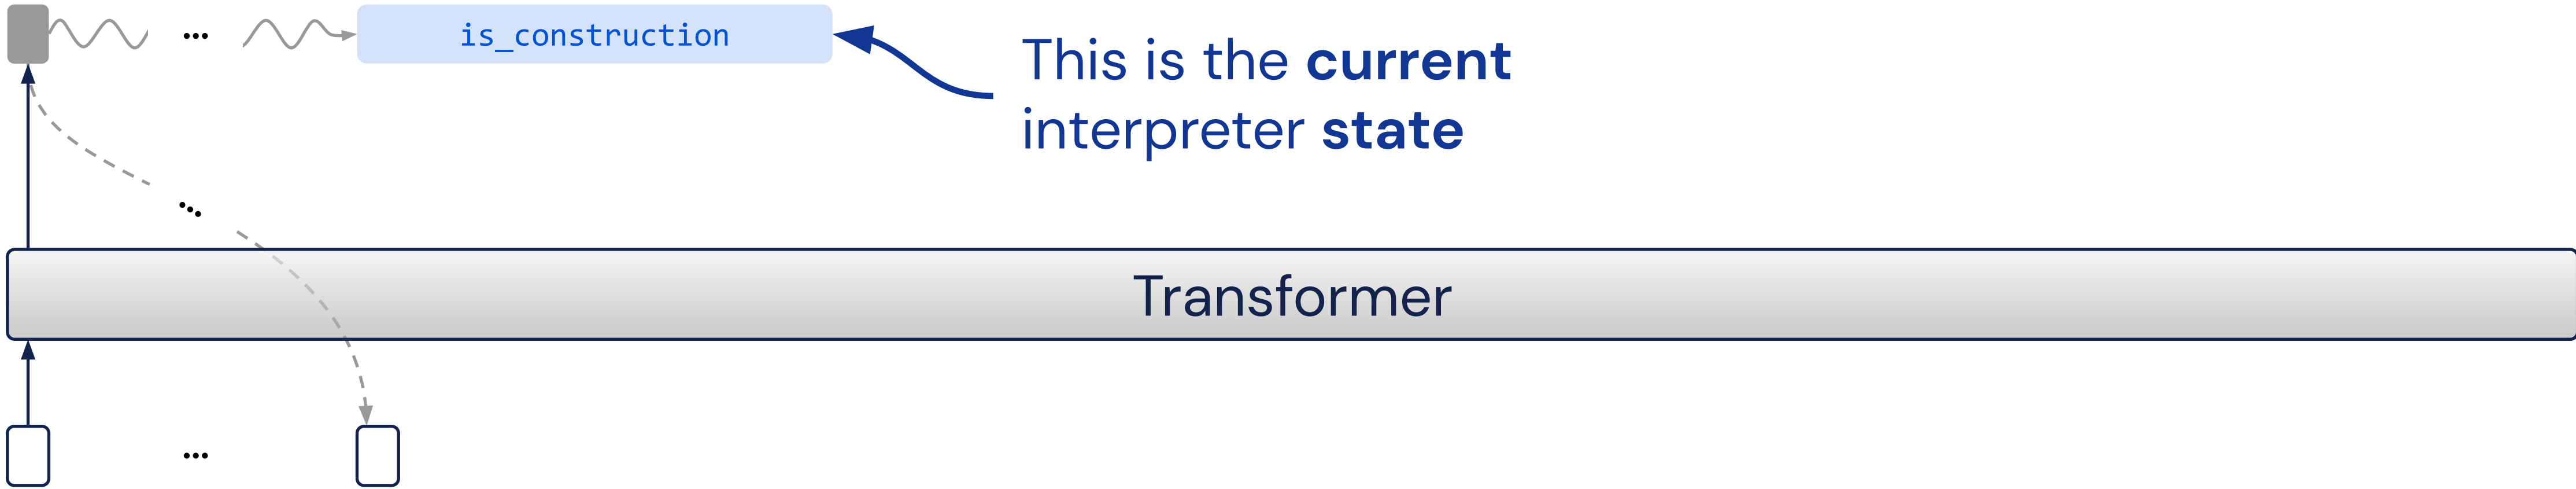 is_construction
This is the current
interpreter state
Transformer